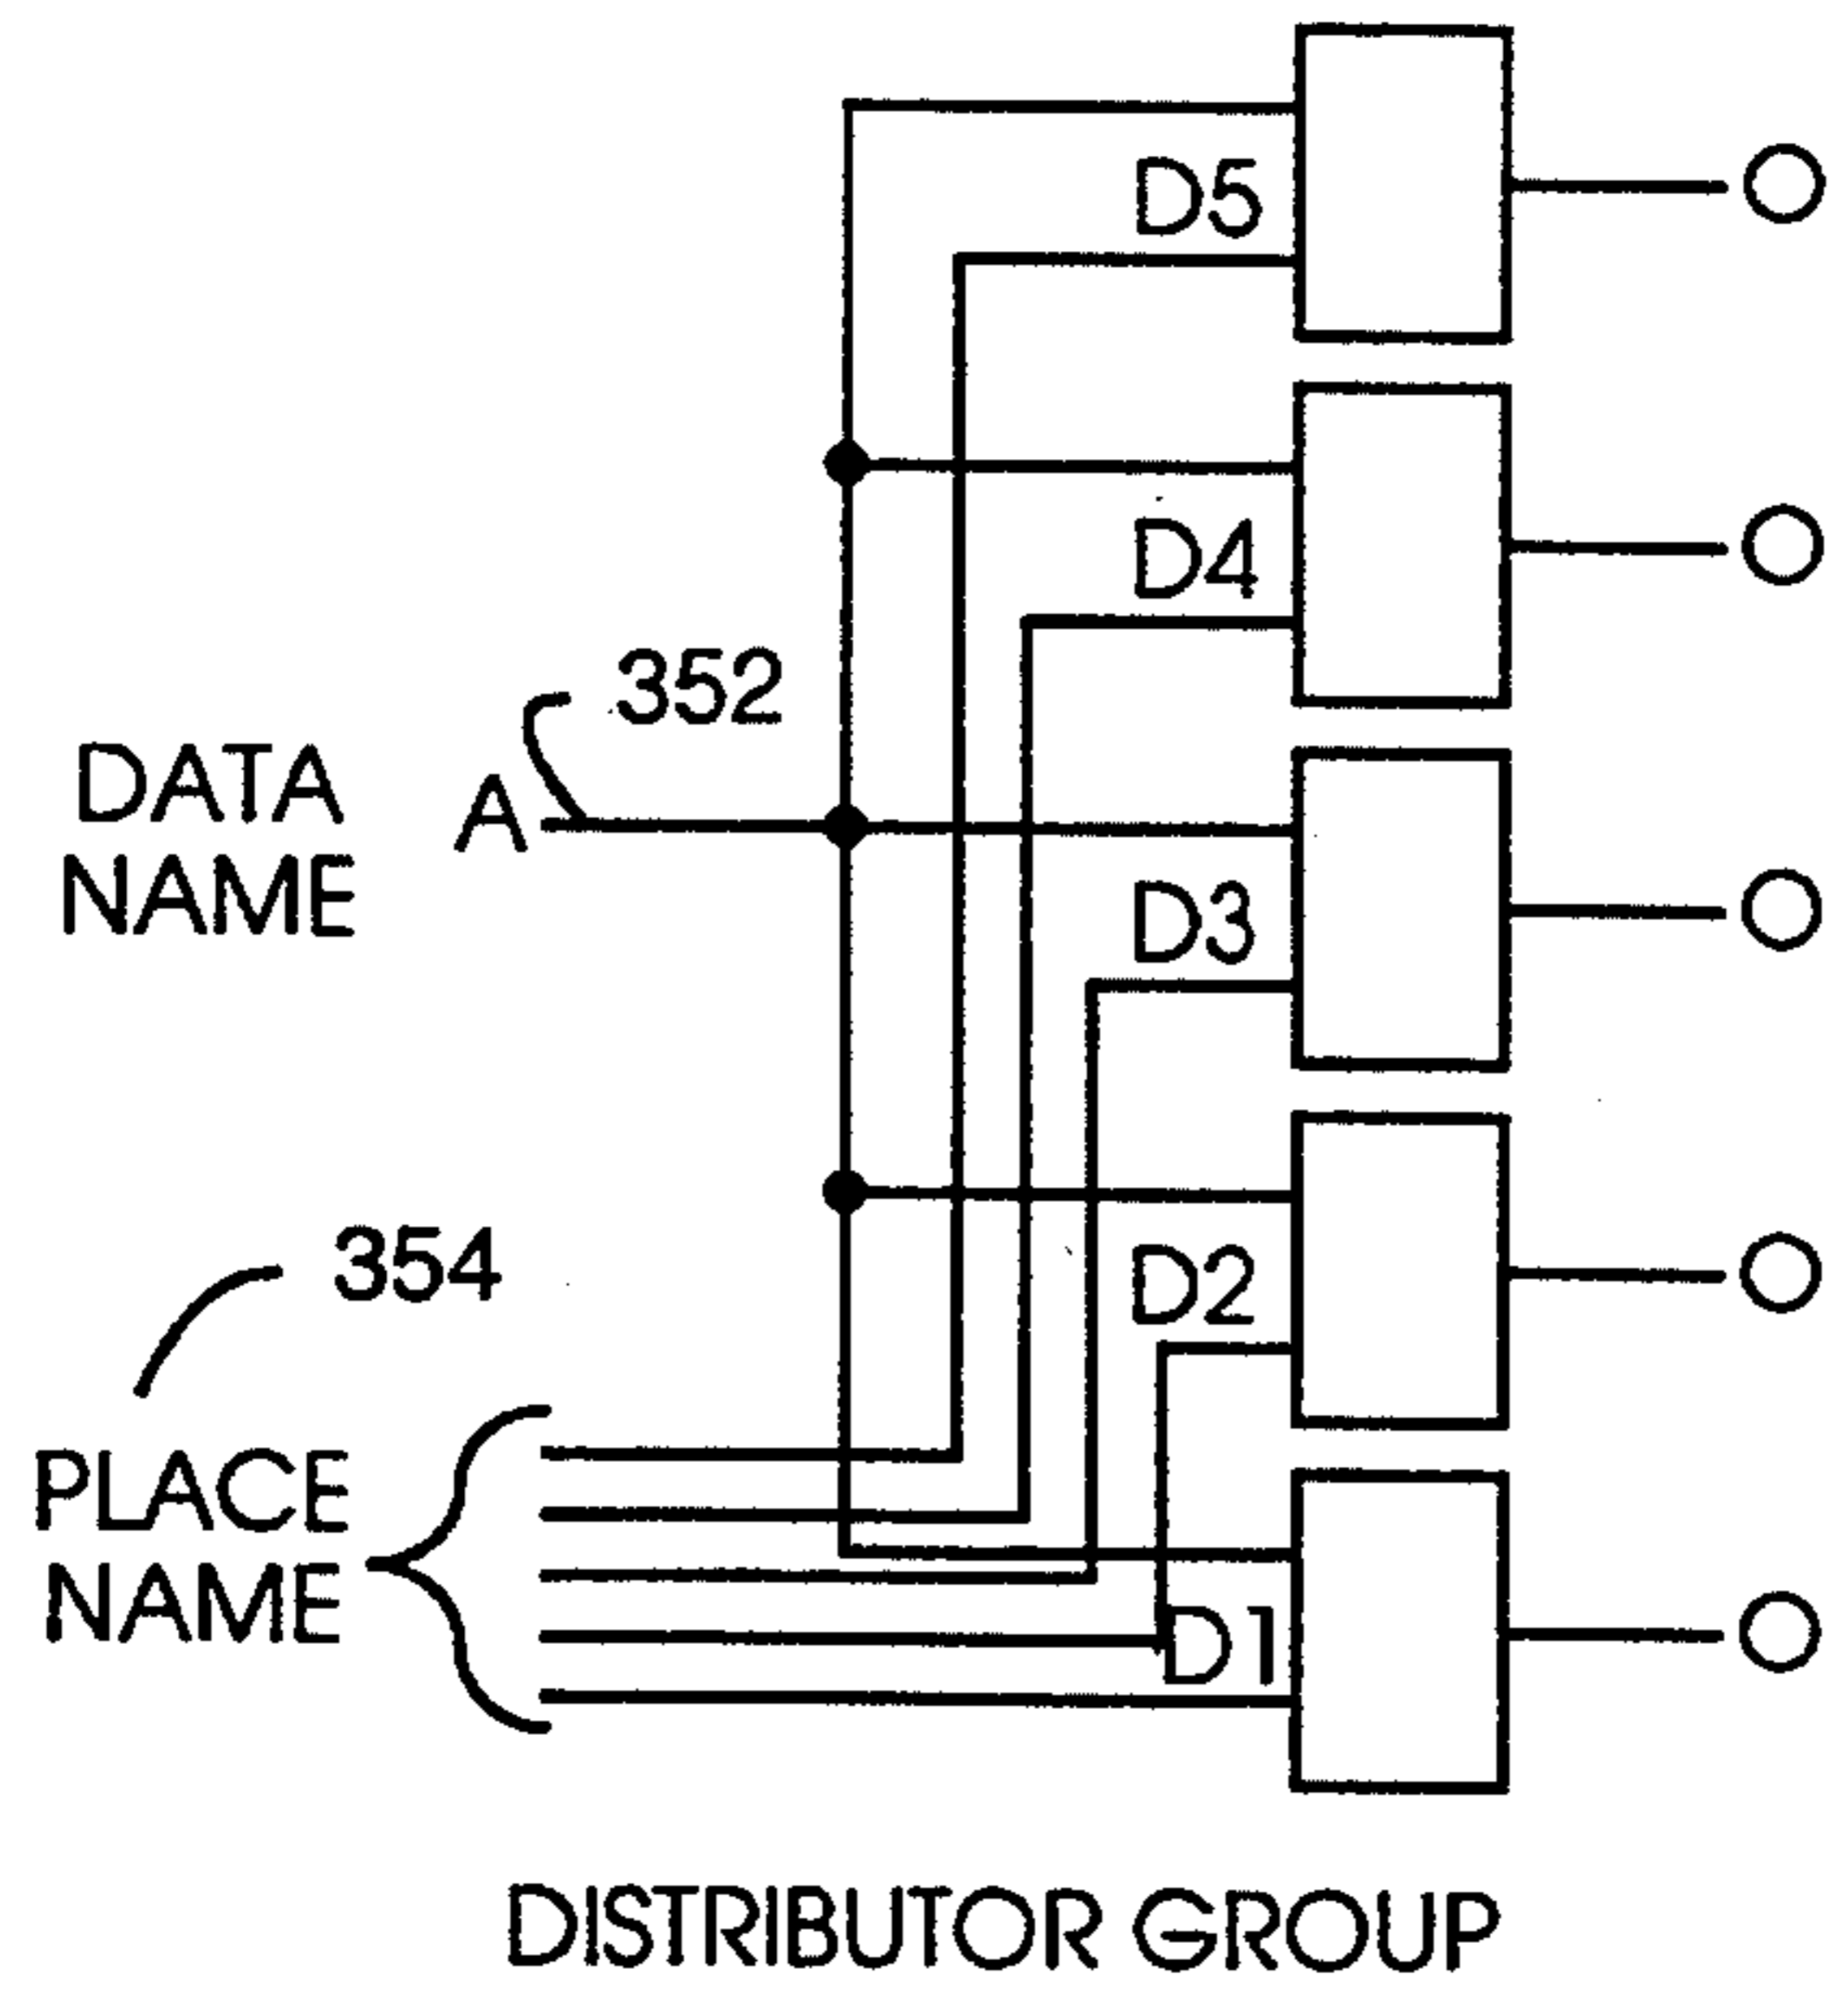 D5
D4
352
DATA
NAME
A
D3
D2
354
PLACE
NAME
D1
DISTRIBUTOR GROUP